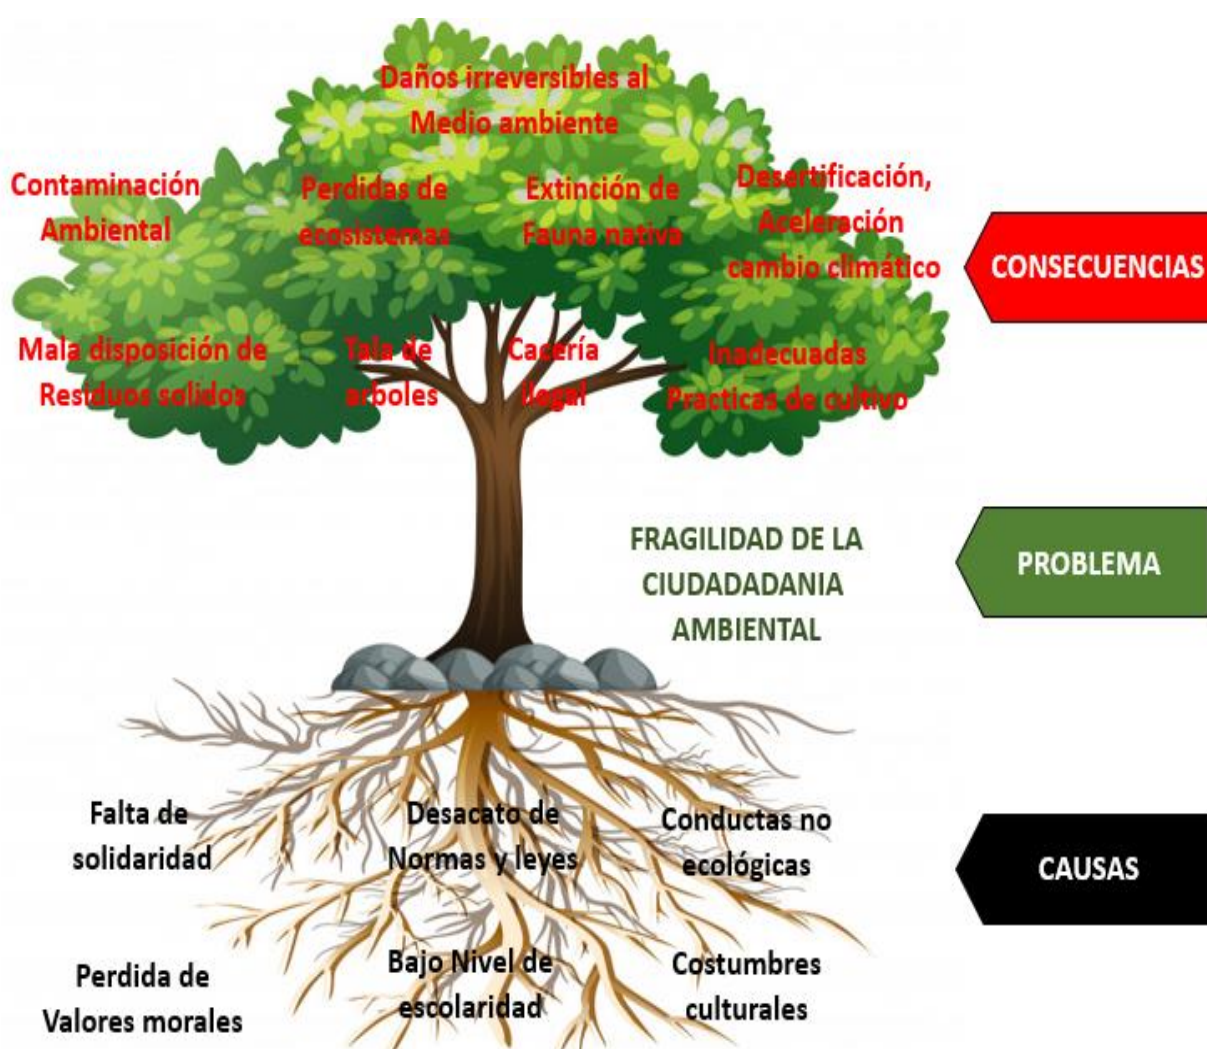 Daños irreversibles al
Medio ambiente
Contaminación
Ambiental
Perdidas de
ecosistemas
Extinción de
Fauna nativa
Desertificación,
Aceleración
cambio climático
CONSECUENCIAS
Mala disposición de
Residuos solidos
Tala de
arboles
Cacería
ilegal
Inadecuadas
Practicas de cultivo
FRAGILIDAD DE LA
CIUDADADANIA
AMBIENTAL
PROBLEMA
Falta de
solidaridad
Desacato de
Normas y leyes
Conductas no
ecológicas
CAUSAS
Perdida de
Valores morales
Bajo Nivel de
escolaridad
Costumbres
culturales